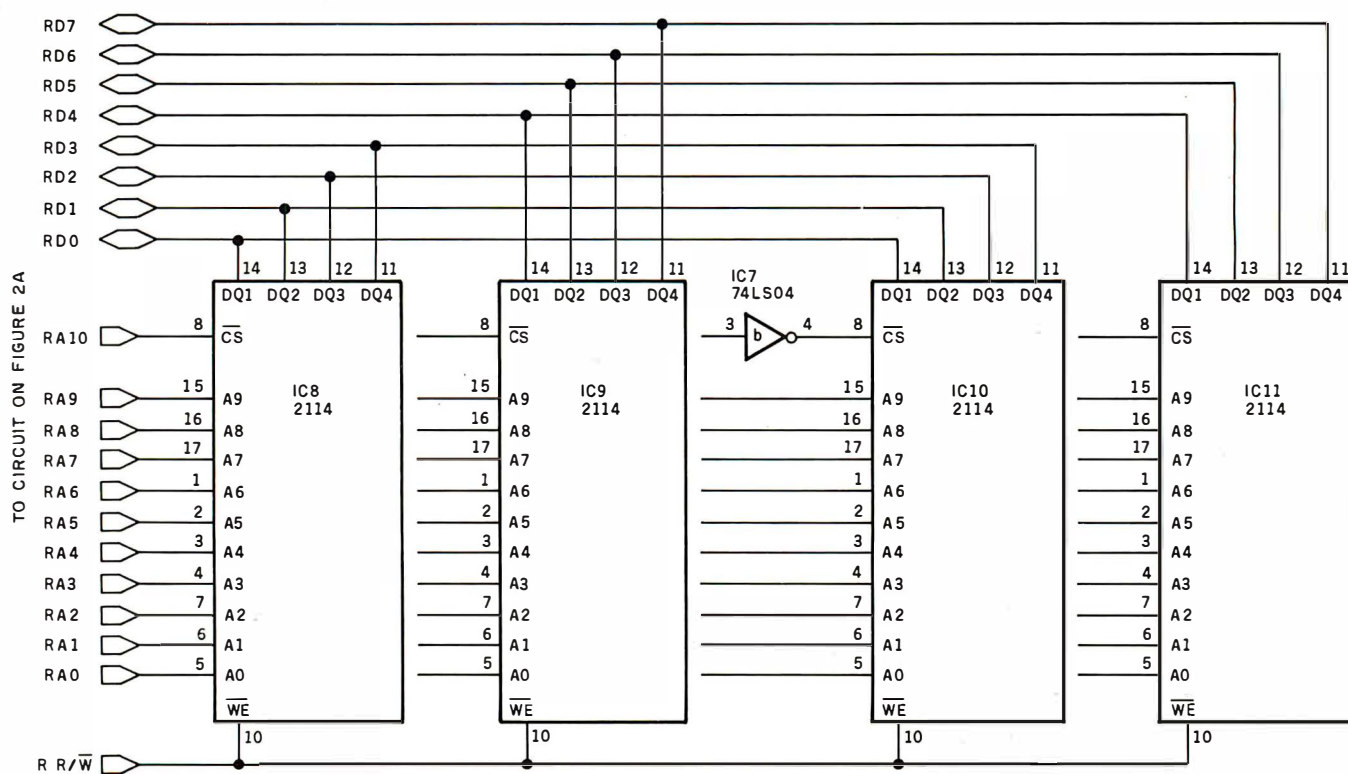 RD7
RD6
RD5
RD4
RD3
RD2
RD1
RD0
TO CIRCUIT ON FIGURE 2A
14 13 12 11 14 13 12 11 14 13 12 11 14 13 12 11
IC7
74LS04
DQ1 DQ2 DQ3 DQ4 DQ1 DQ2 DQ3 DQ4 DQ1 DQ2 DQ3 DQ4 DQ1 DQ2 DQ3 DQ4
RA10 8 CS 8 CS 3 b 4 8 CS 8 CS
IC8 IC9 IC10 IC11
2114 2114 2114 2114
RA9 15 A9 15 A9 15 A9 15 A9
RA8 16 A8 16 A8 16 A8 16 A8
RA7 17 A7 17 A7 17 A7 17 A7
RA6 1 A6 1 A6 1 A6 1 A6
RA5 2 A5 2 A5 2 A5 2 A5
RA4 3 A4 3 A4 3 A4 3 A4
RA3 4 A3 4 A3 4 A3 4 A3
RA2 7 A2 7 A2 7 A2 7 A2
RA1 6 A1 6 A1 6 A1 6 A1
RA0 5 A0 5 A0 5 A0 5 A0
WE WE WE WE
10 10 10 10
R R/W